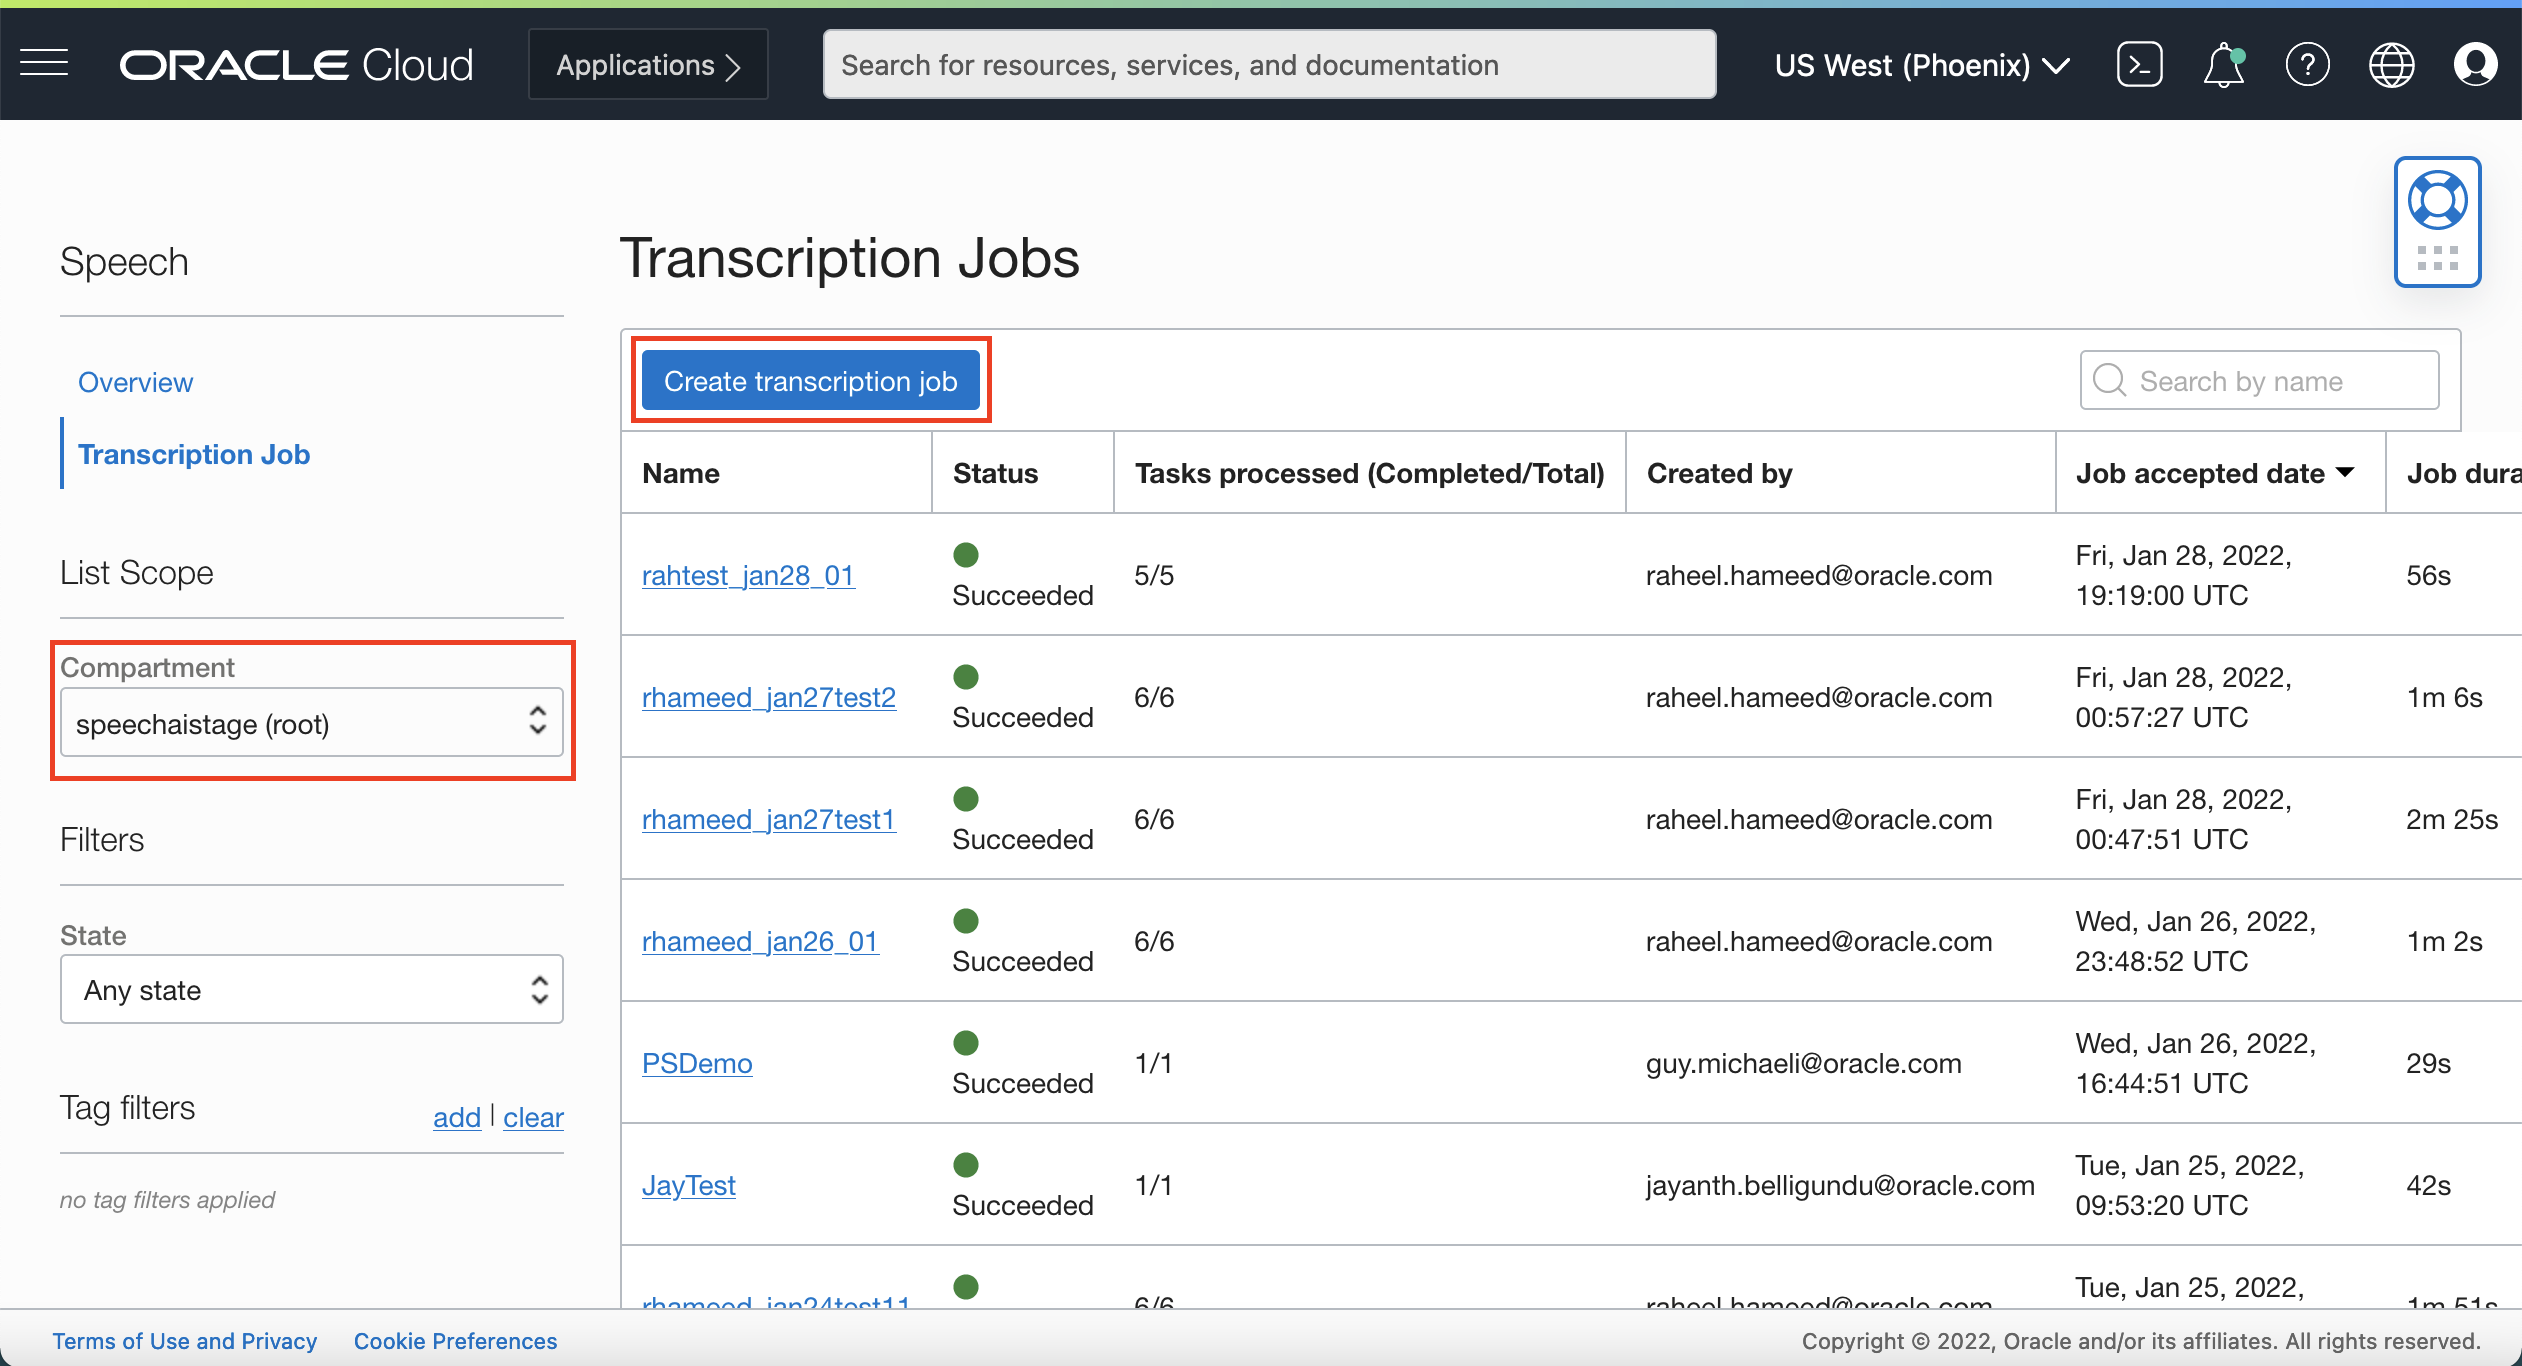 ORACLE Cloud
Applications
Search for resources, services, and documentation
US West (Phoenix)
Speech
Overview
Transcription Job
List Scope
Compartment
speechaistage (root)
Filters
State
Any state
Tag filters
add | clear
no tag filters applied
Transcription Jobs
Create transcription job
Search by name
Name Status Tasks processed (Completed/Total) Created by Job accepted date Job dura
rahtest_jan28_01 Succeeded 5/5 raheel.hameed@oracle.com Fri, Jan 28, 2022, 19:19:00 UTC 56s
rhameed_jan27test2 Succeeded 6/6 raheel.hameed@oracle.com Fri, Jan 28, 2022, 00:57:27 UTC 1m 6s
rhameed_jan27test1 Succeeded 6/6 raheel.hameed@oracle.com Fri, Jan 28, 2022, 00:47:51 UTC 2m 25s
rhameed_jan26_01 Succeeded 6/6 raheel.hameed@oracle.com Wed, Jan 26, 2022, 23:48:52 UTC 1m 2s
PSDemo Succeeded 1/1 guy.michaeli@oracle.com Wed, Jan 26, 2022, 16:44:51 UTC 29s
JayTest Succeeded 1/1 jayanth.belligundu@oracle.com Tue, Jan 25, 2022, 09:53:20 UTC 42s
rhameed_jan24test11 6/6 raheel.hameed@oracle.com Tue, Jan 25, 2022, 1m 51s
Terms of Use and Privacy Cookie Preferences
Copyright © 2022, Oracle and/or its affiliates. All rights reserved.